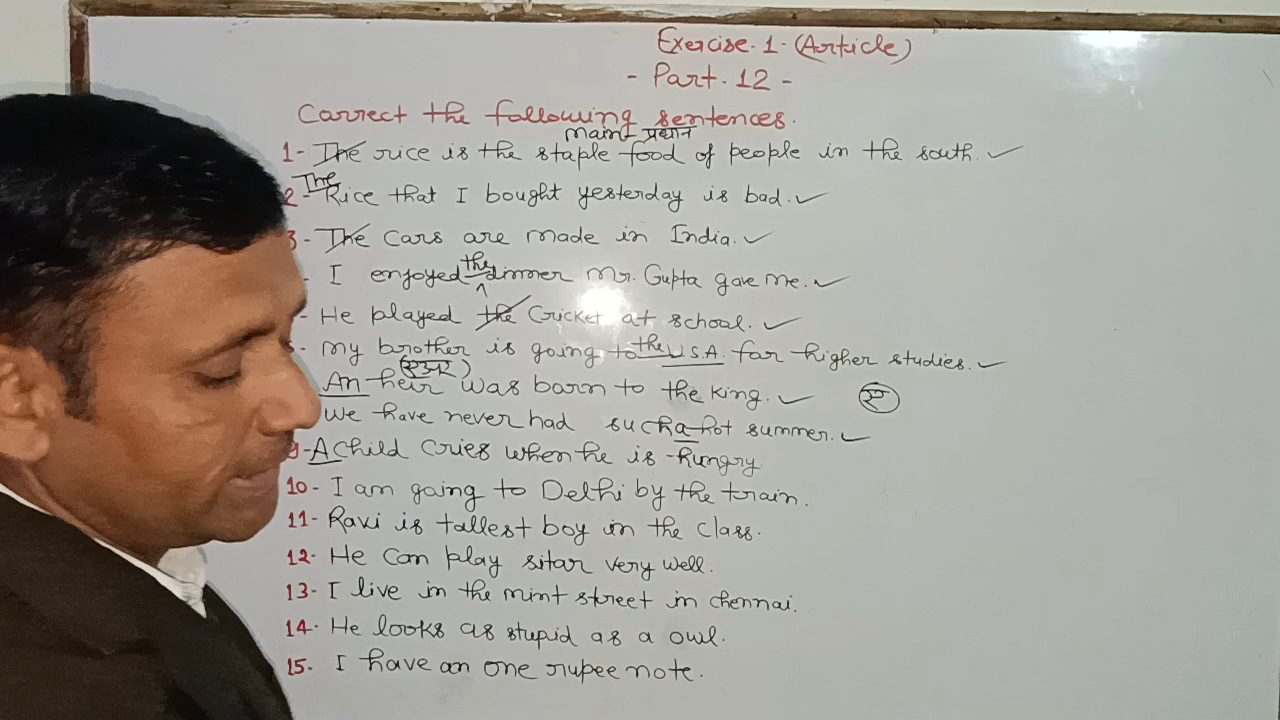 Exercise-1-(Article)
- Part-12 -
Correct the following sentences.
main- प्रधान
1- The rice is the staple food of people in the south. ✓
The
2- Rice that I bought yesterday is bad. ✓
3- The cars are made in India. ✓
- I enjoyed the dinner Mr. Gupta gave me. ✓
- He played the Cricket at school. ✓
- My brother is going to the U.S.A. for higher studies. ✓
An heir was born to the king. ✓
We have never had such a hot summer. ✓
9- A child cries when he is hungry.
10- I am going to Delhi by the train.
11- Ravi is tallest boy in the class.
12- He can play sitar very well.
13- I live in the mint street in Chennai.
14- He looks as stupid as a owl.
15. I have an one rupee note.